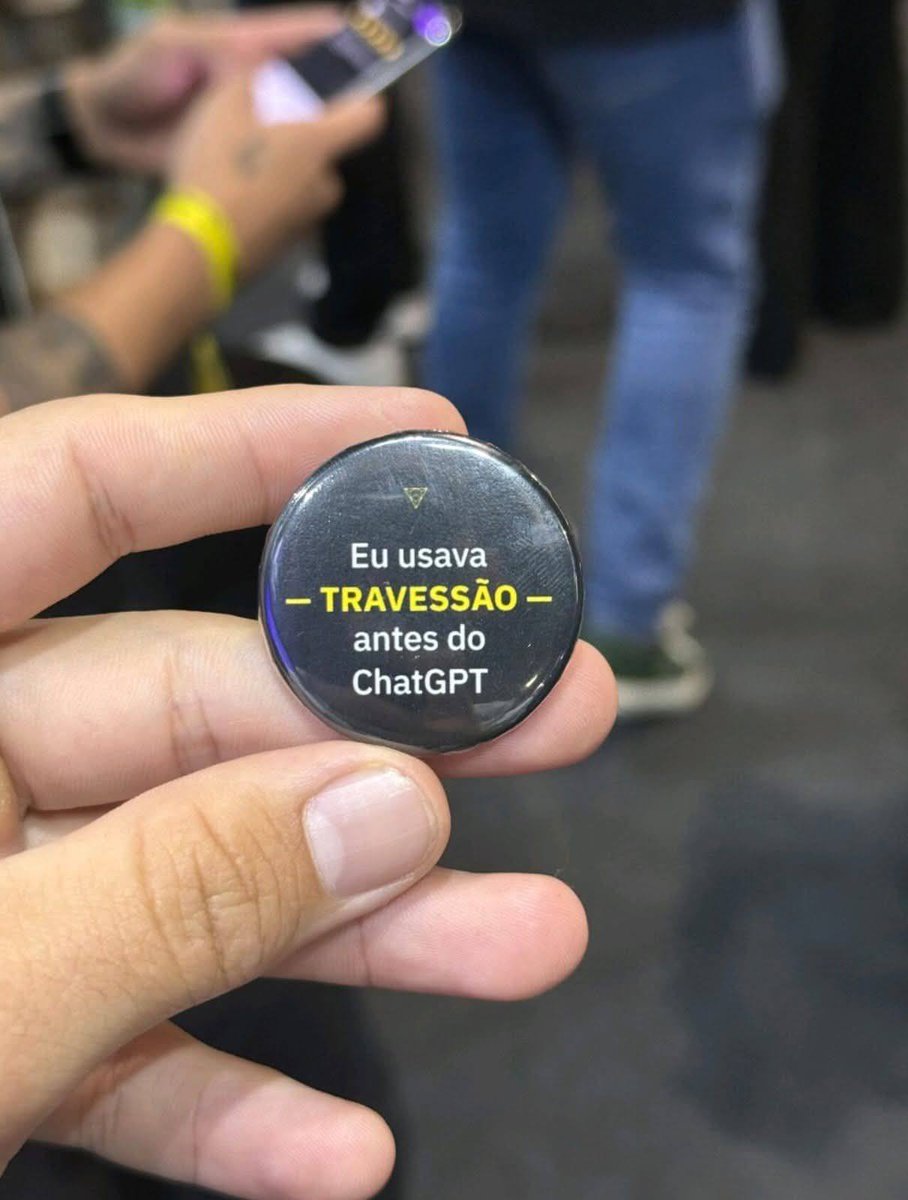 Eu usava
— TRAVESSÃO —
antes do
ChatGPT